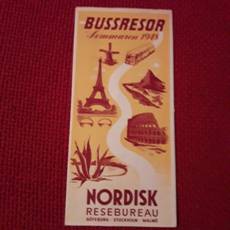 BUSSRESOR
Sommaren 1948
NORDISK
RESEBUREAU
GÖTEBORG · STOCKHOLM · MALMÖ